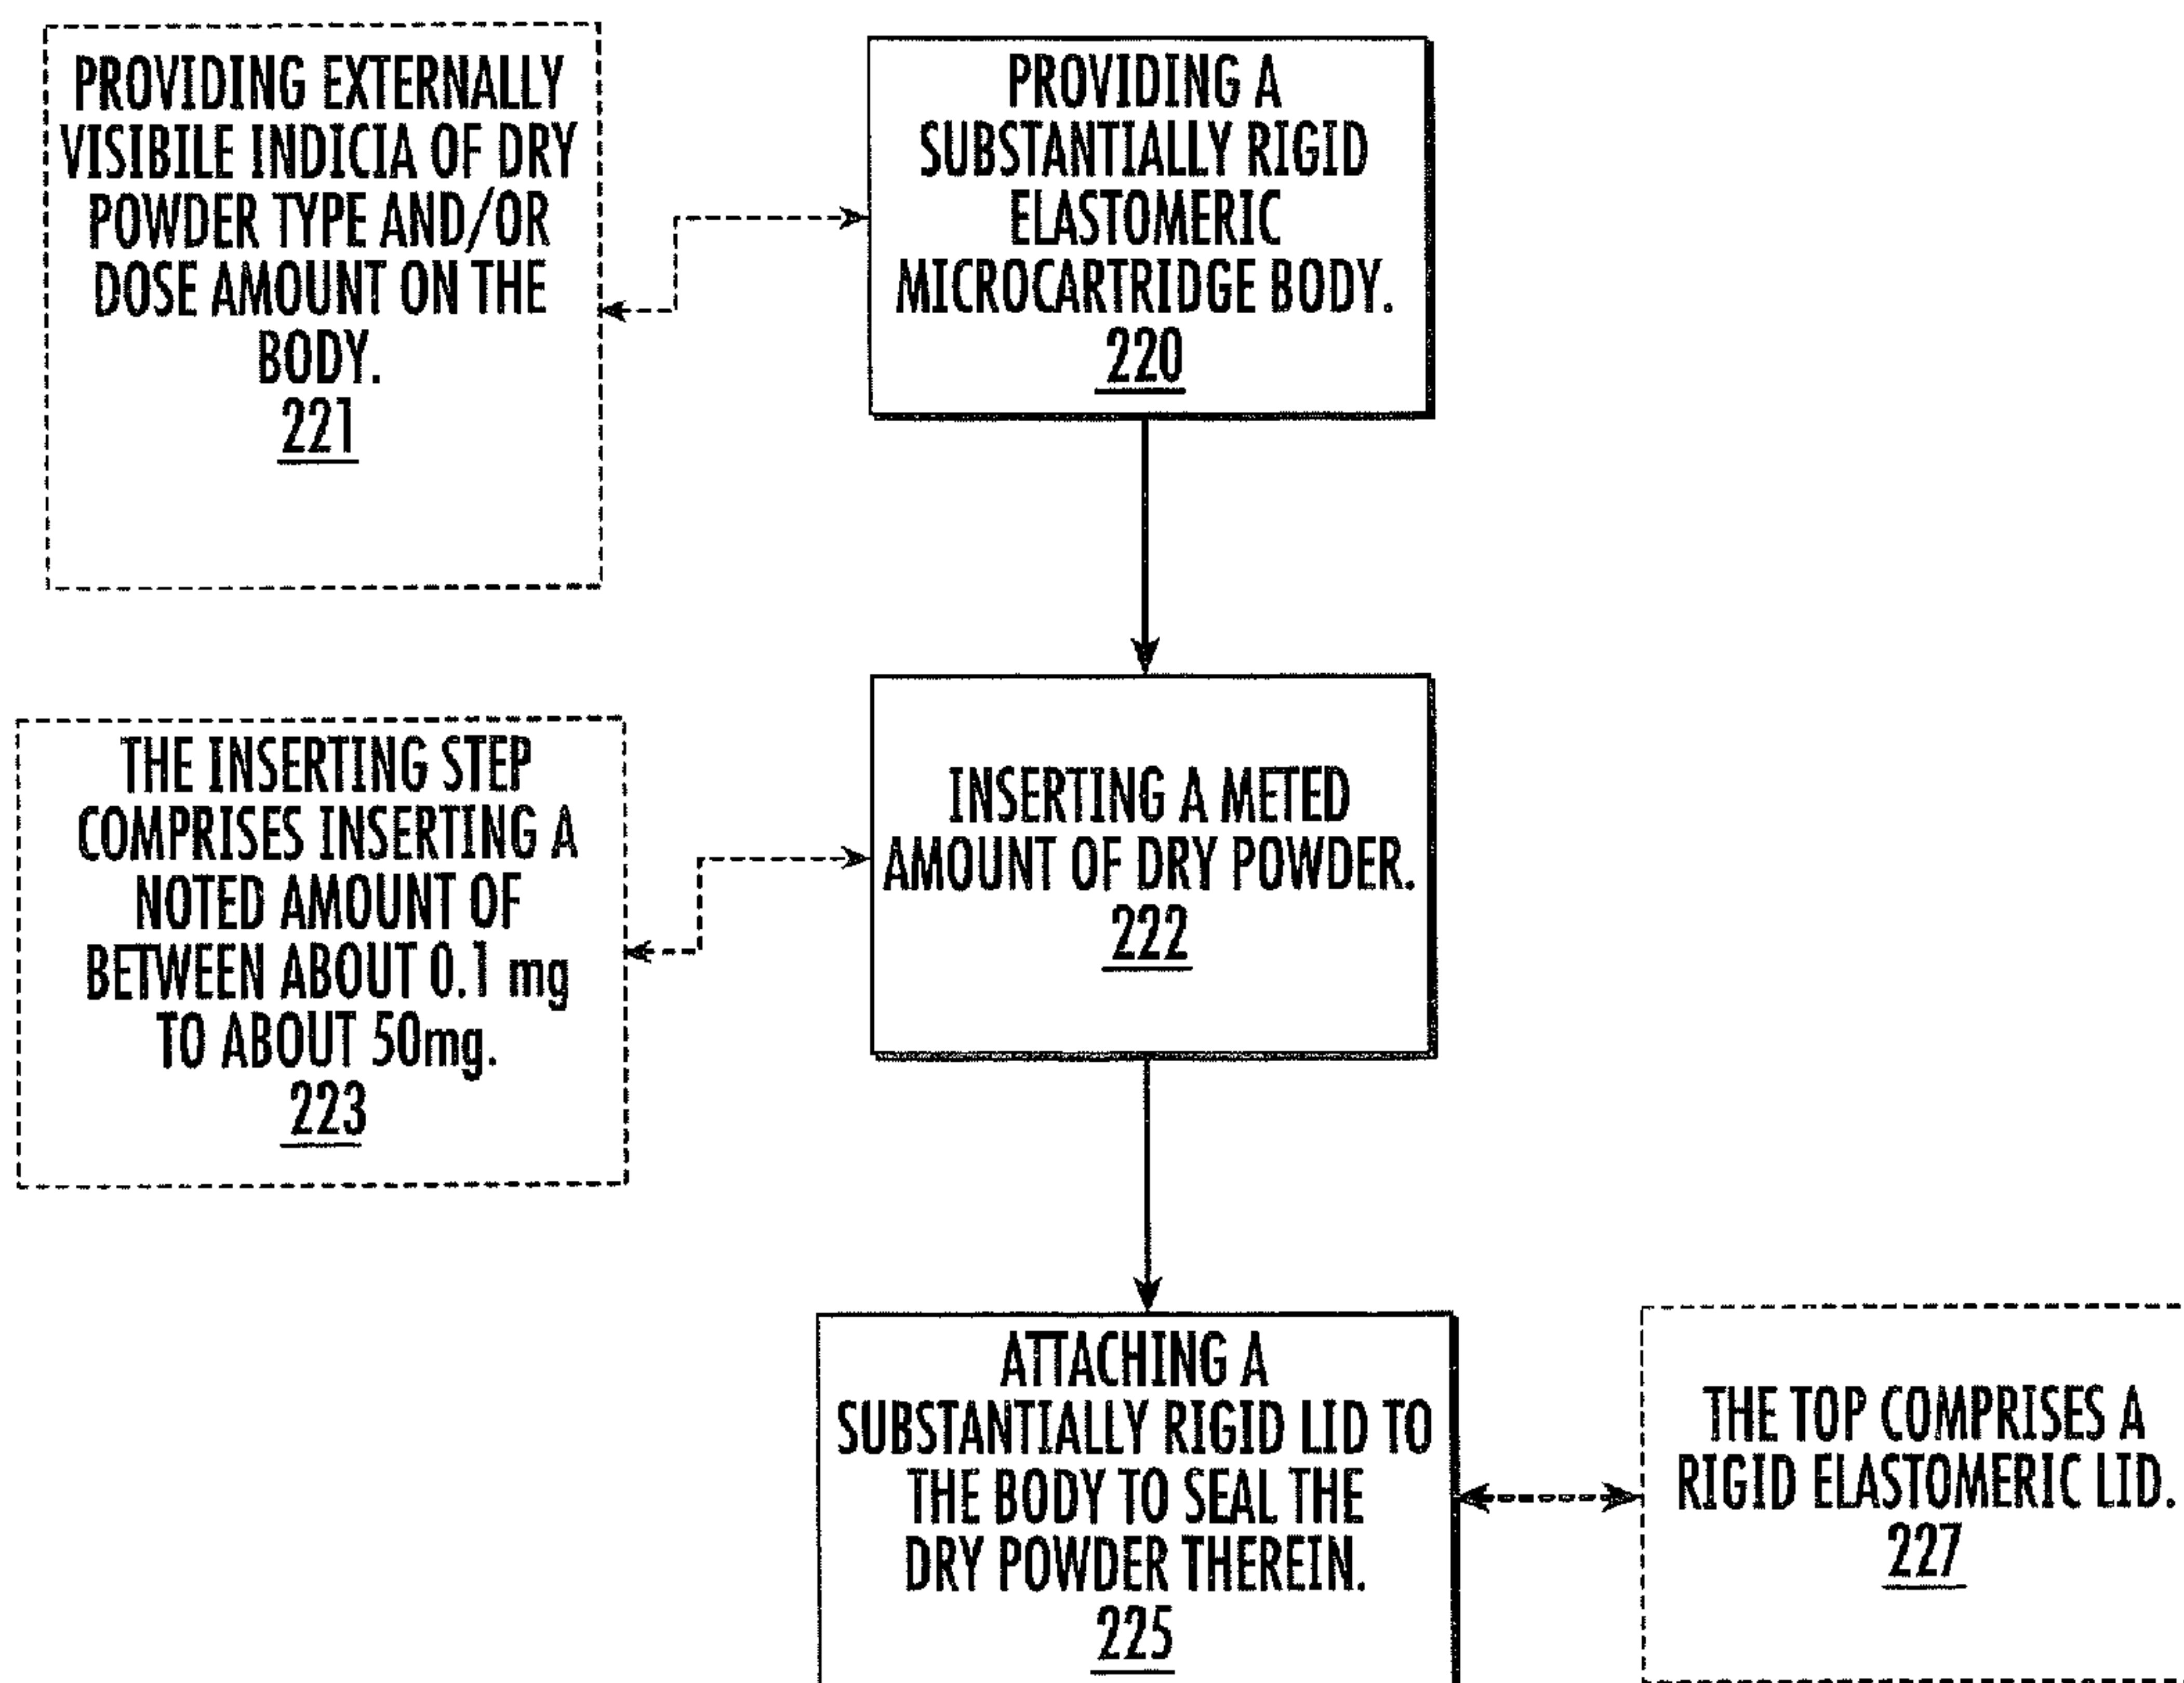 PROVIDING EXTERNALLY
VISIBILE INDICIA OF DRY
POWDER TYPE AND/OR
DOSE AMOUNT ON THE
BODY.
221
PROVIDING A
SUBSTANTIALLY RIGID
ELASTOMERIC
MICROCARTRIDGE BODY.
220
THE INSERTING STEP
COMPRISES INSERTING A
NOTED AMOUNT OF
BETWEEN ABOUT 0.1 mg
TO ABOUT 50mg.
223
INSERTING A METED
AMOUNT OF DRY POWDER.
222
ATTACHING A
SUBSTANTIALLY RIGID LID TO
THE BODY TO SEAL THE
DRY POWDER THEREIN.
225
THE TOP COMPRISES A
RIGID ELASTOMERIC LID.
227